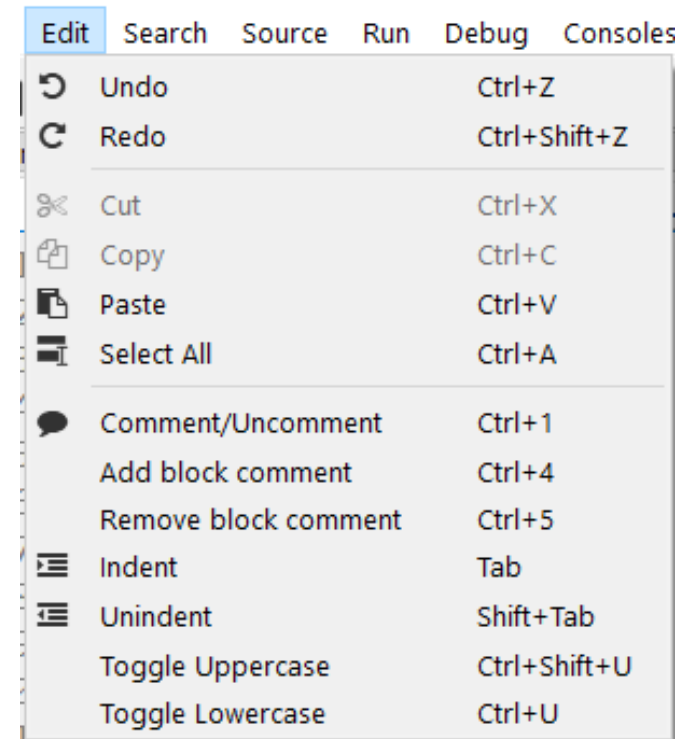 Edit Search Source Run Debug Consoles
Undo Ctrl+Z
Redo Ctrl+Shift+Z
Cut Ctrl+X
Copy Ctrl+C
Paste Ctrl+V
Select All Ctrl+A
Comment/Uncomment Ctrl+1
Add block comment Ctrl+4
Remove block comment Ctrl+5
Indent Tab
Unindent Shift+Tab
Toggle Uppercase Ctrl+Shift+U
Toggle Lowercase Ctrl+U